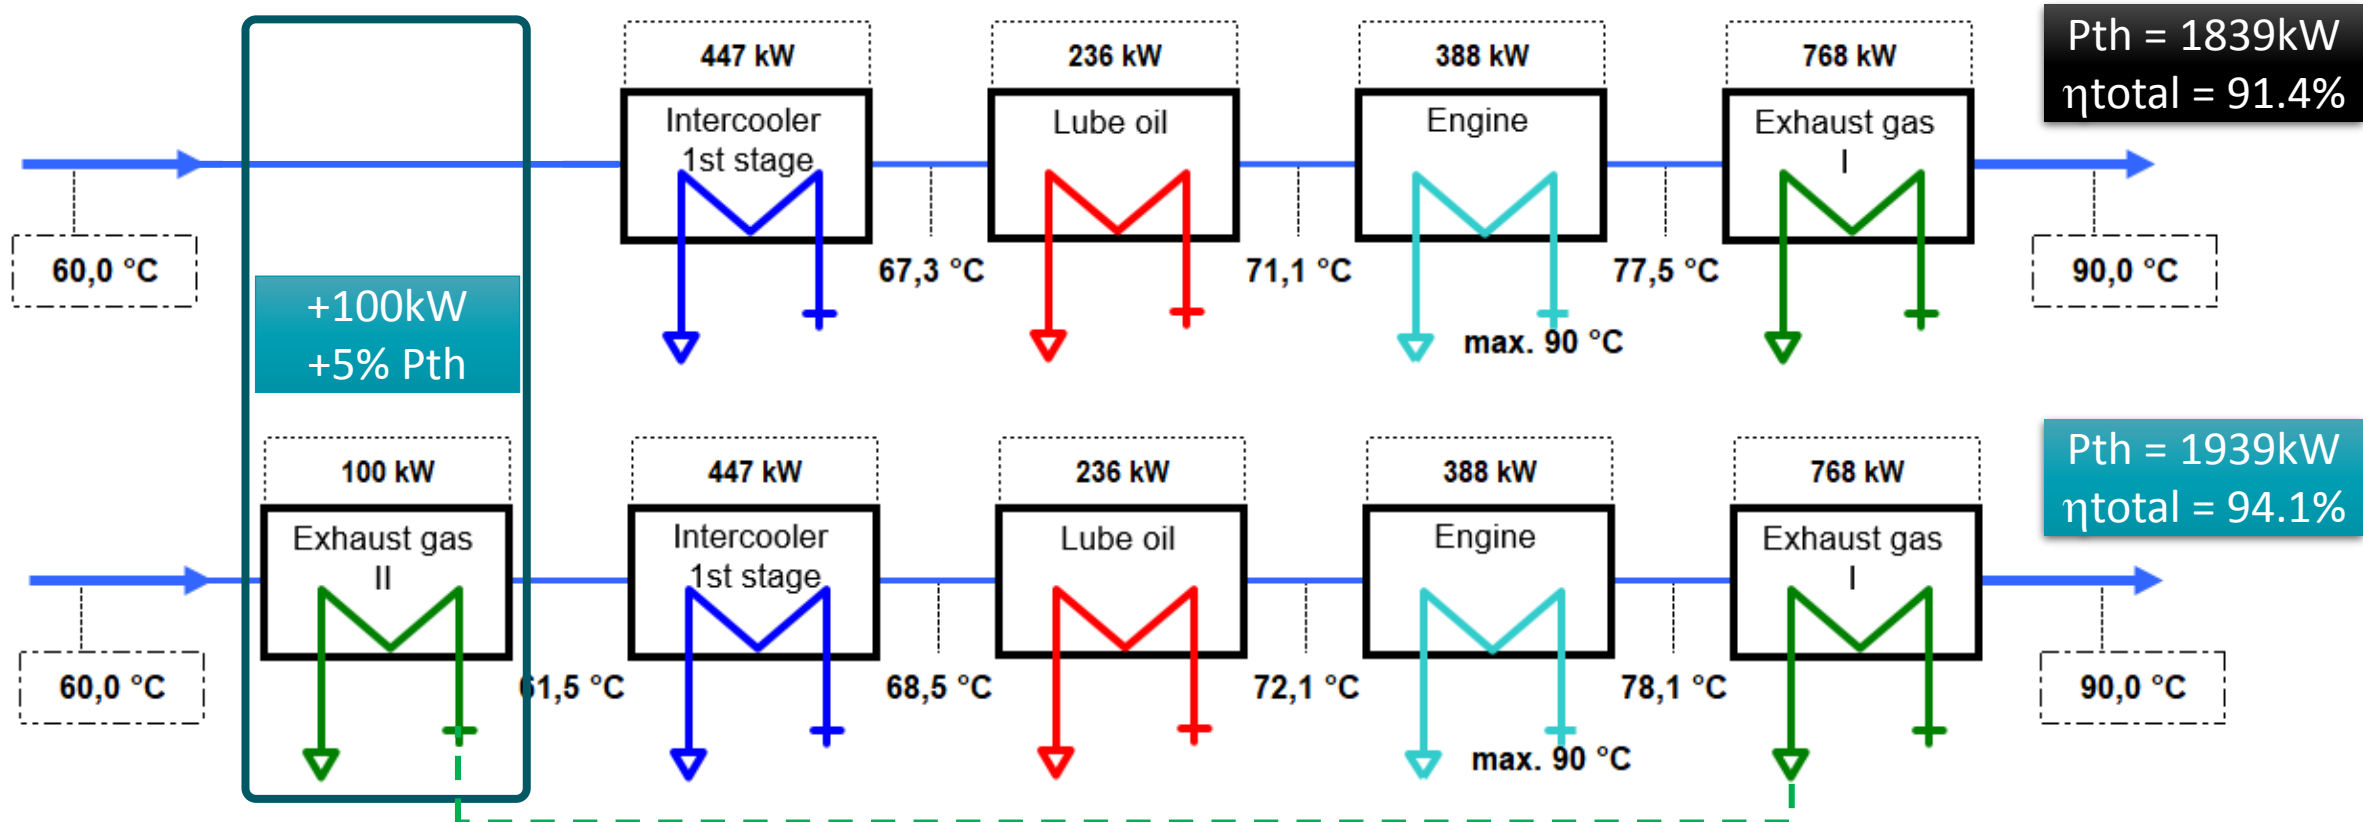 447 kW
236 kW
388 kW
768 kW
Pth = 1839kW
ηtotal = 91.4%
Intercooler
1st stage
Lube oil
Engine
Exhaust gas
I
60,0 °C
67,3 °C
71,1 °C
77,5 °C
90,0 °C
max. 90 °C
+100kW
+5% Pth
100 kW
447 kW
236 kW
388 kW
768 kW
Pth = 1939kW
ηtotal = 94.1%
Exhaust gas
II
Intercooler
1st stage
Lube oil
Engine
Exhaust gas
I
60,0 °C
61,5 °C
68,5 °C
72,1 °C
78,1 °C
90,0 °C
max. 90 °C